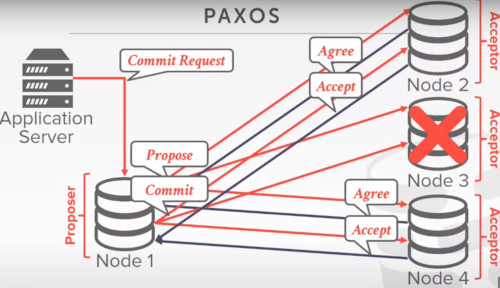 PAXOS
Commit Request
Application
Server
Agree
Accept
Acceptor
Node 2
Propose
Commit
Proposer
Node 1
Acceptor
Node 3
Agree
Accept
Acceptor
Node 4